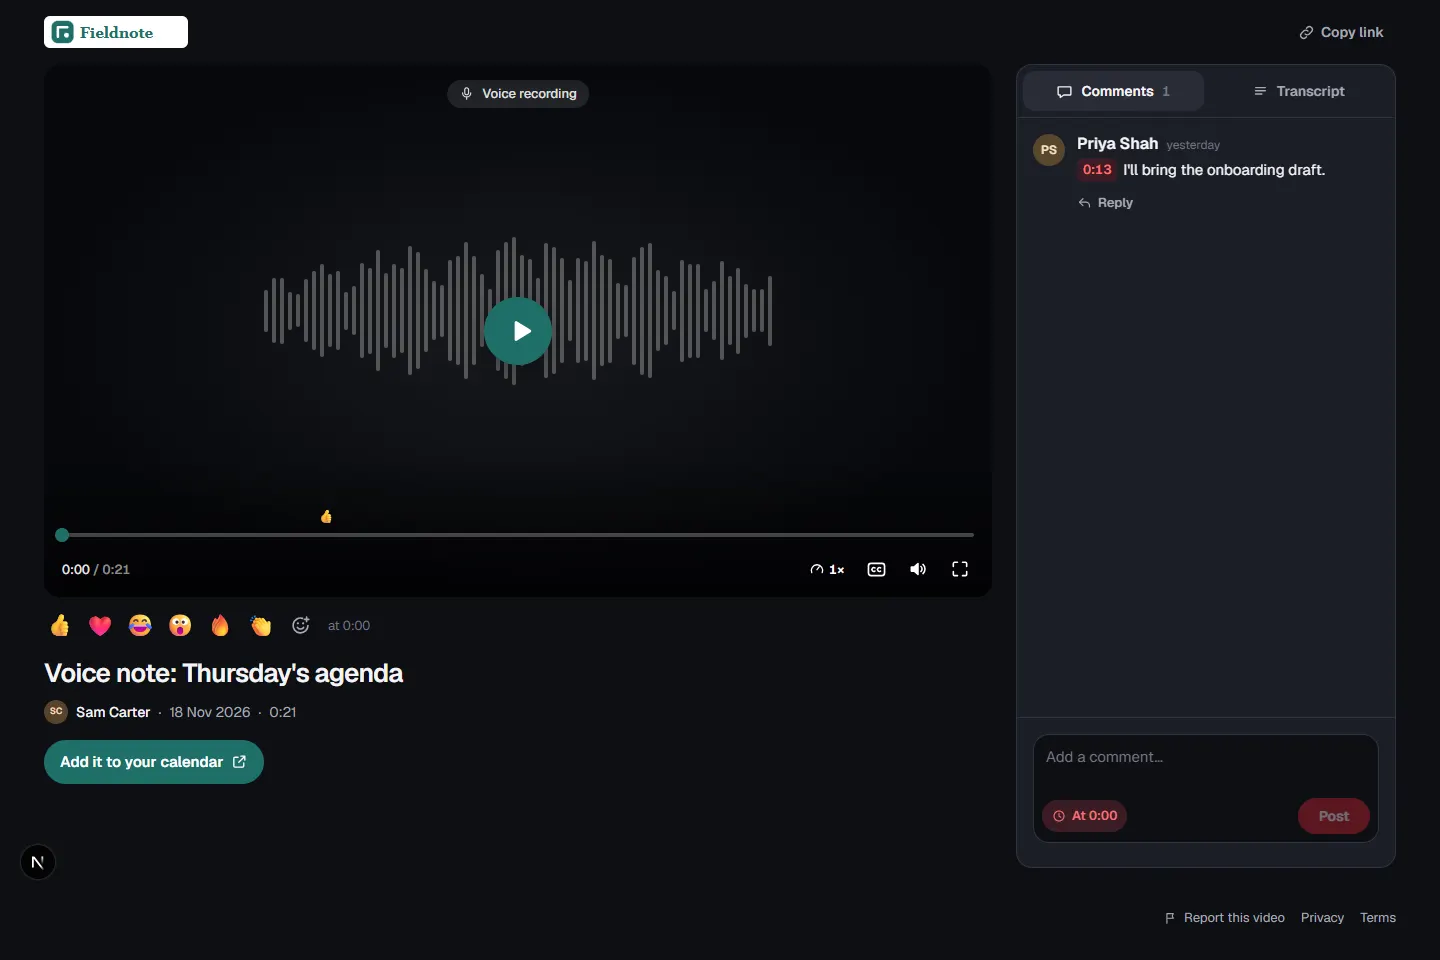 Fieldnote
Copy link
Voice recording
0:00 / 0:21
1×
CC
at 0:00
Voice note: Thursday's agenda
SC Sam Carter · 18 Nov 2026 · 0:21
Add it to your calendar
Comments 1
Transcript
PS Priya Shah yesterday
0:13 I'll bring the onboarding draft.
Reply
Add a comment...
At 0:00
Post
N
Report this video Privacy Terms